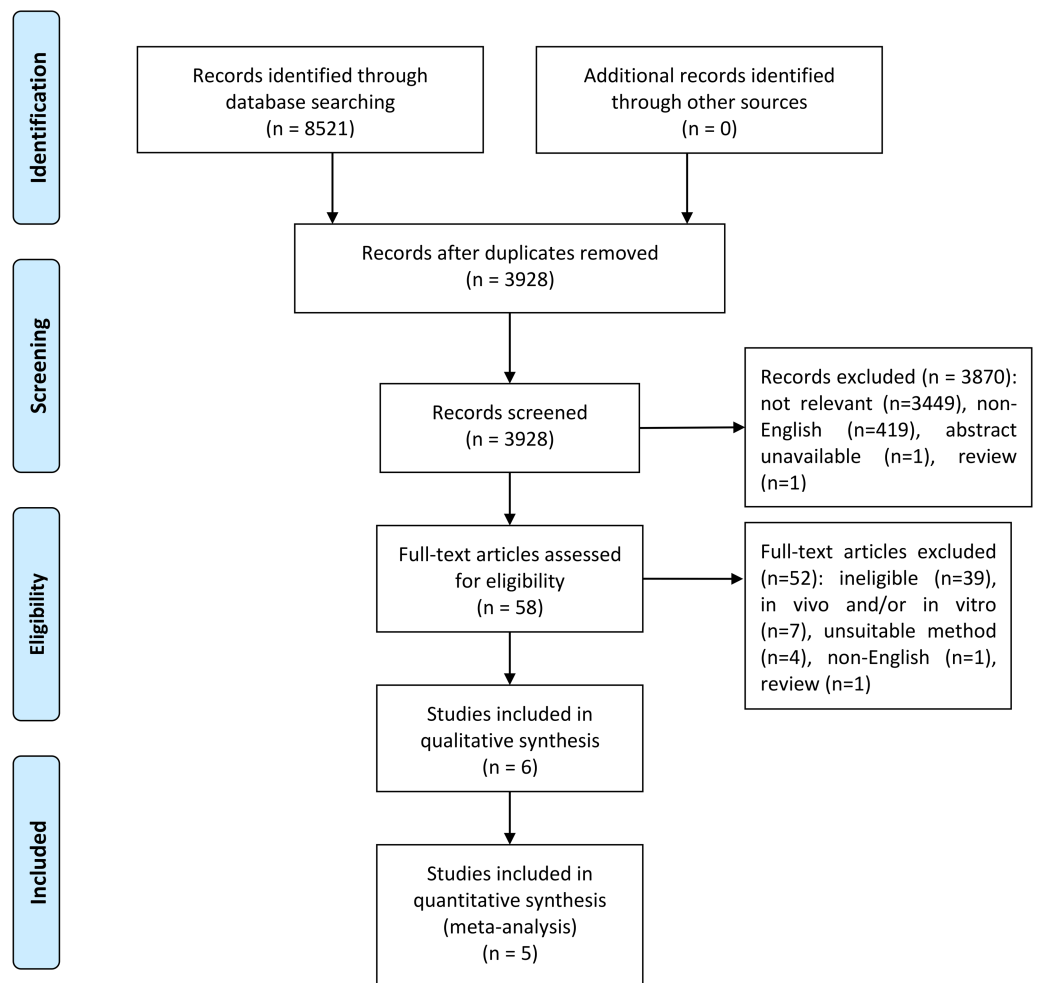 Identification
Records identified through
database searching
(n = 8521)
Additional records identified
through other sources
(n = 0)
Records after duplicates removed
(n = 3928)
Screening
Records screened
(n = 3928)
Records excluded (n = 3870):
not relevant (n=3449), non-
English (n=419), abstract
unavailable (n=1), review
(n=1)
Eligibility
Full-text articles assessed
for eligibility
(n = 58)
Full-text articles excluded
(n=52): ineligible (n=39),
in vivo and/or in vitro
(n=7), unsuitable method
(n=4), non-English (n=1),
review (n=1)
Studies included in
qualitative synthesis
(n = 6)
Included
Studies included in
quantitative synthesis
(meta-analysis)
(n = 5)